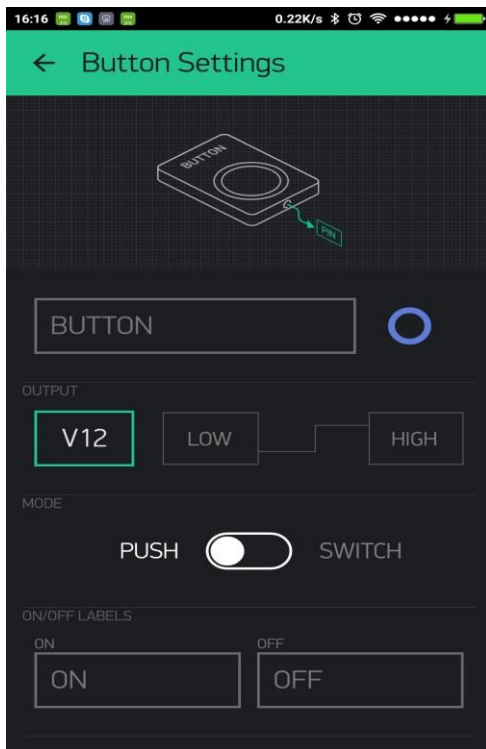 16:16 0.22K/s
Button Settings
BUTTON
PIN
BUTTON
OUTPUT
V12 LOW HIGH
MODE
PUSH SWITCH
ON/OFF LABELS
ON OFF
ON OFF